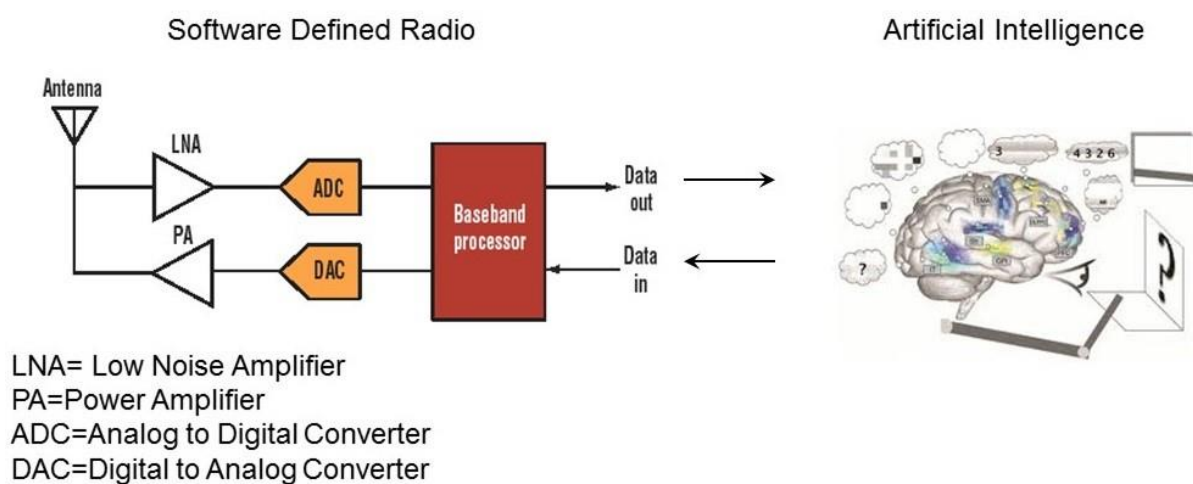 Software Defined Radio
Artificial Intelligence
Antenna
LNA
ADC
PA
DAC
Baseband
processor
Data
out
Data
in
3
4 3 2 6
?
SMA
IT
?
LNA= Low Noise Amplifier
PA=Power Amplifier
ADC=Analog to Digital Converter
DAC=Digital to Analog Converter